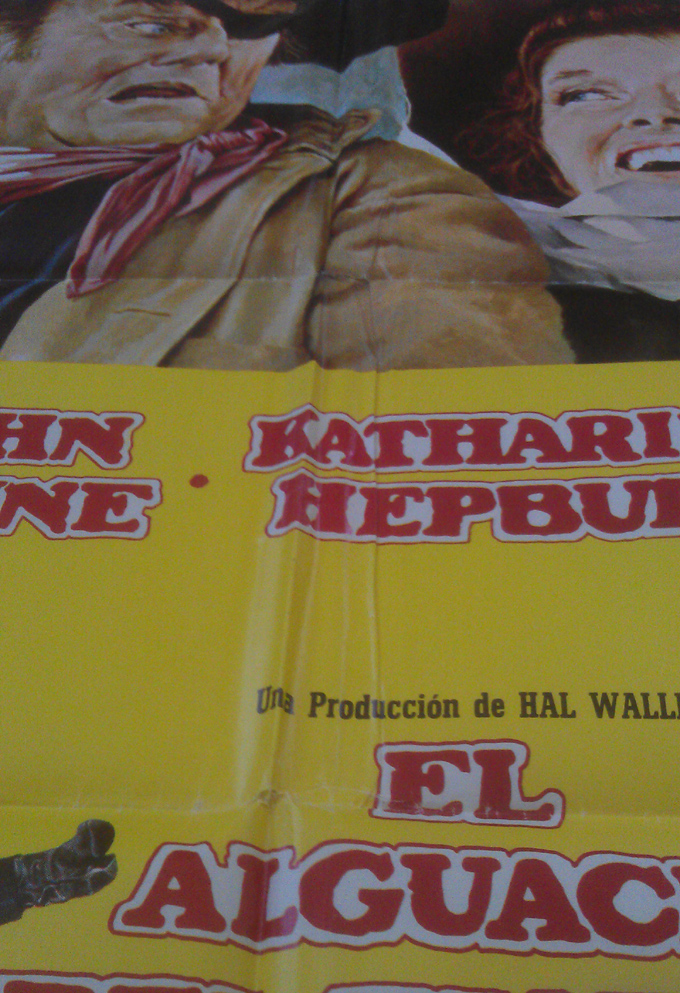 HN KATHARI
NE HEPBU
Una Producción de HAL WALL
EL
ALGUAC